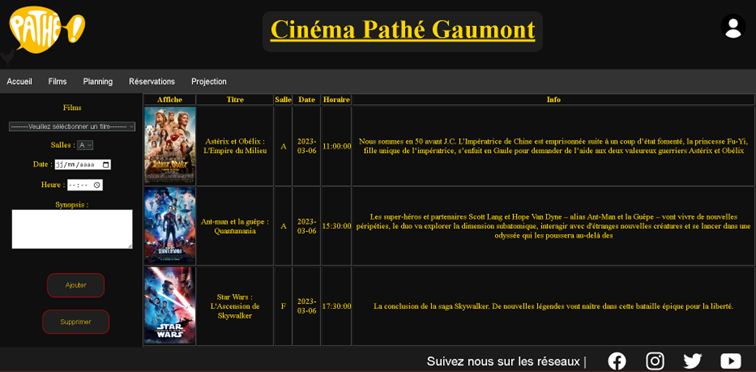 PATHÉ!
Cinéma Pathé Gaumont
Accueil Films Planning Réservations Projection
Films
--------Veuillez séléctionner un film--------
Salles : A
Date : jj/mm/aaaa
Heure : --:--
Synopsis :
Ajouter
Supprimer
Affiche Titre Salle Date Horaire Info
Astérix et Obélix :
L'Empire du Milieu
A
2023-
03-06
11:00:00
Nous sommes en 50 avant J.C. L'Impératrice de Chine est emprisonnée suite à un coup d'état fomenté, la princesse Fu-Yi,
fille unique de l'impératrice, s'enfuit en Gaule pour demander de l'aide aux deux valeureux guerriers Astérix et Obélix
Ant-man et la guêpe :
Quantumania
A
2023-
03-06
15:30:00
Les super-héros et partenaires Scott Lang et Hope Van Dyne – alias Ant-Man et la Guêpe – vont vivre de nouvelles
péripéties, le duo va explorer la dimension subatomique, interagir avec d'étranges nouvelles créatures et se lancer dans une
odyssée qui les poussera au-delà des
STAR
WARS
Star Wars :
L'Ascension de
Skywalker
F
2023-
03-06
17:30:00
La conclusion de la saga Skywalker. De nouvelles légendes vont naître dans cette bataille épique pour la liberté.
Suivez nous sur les réseaux |